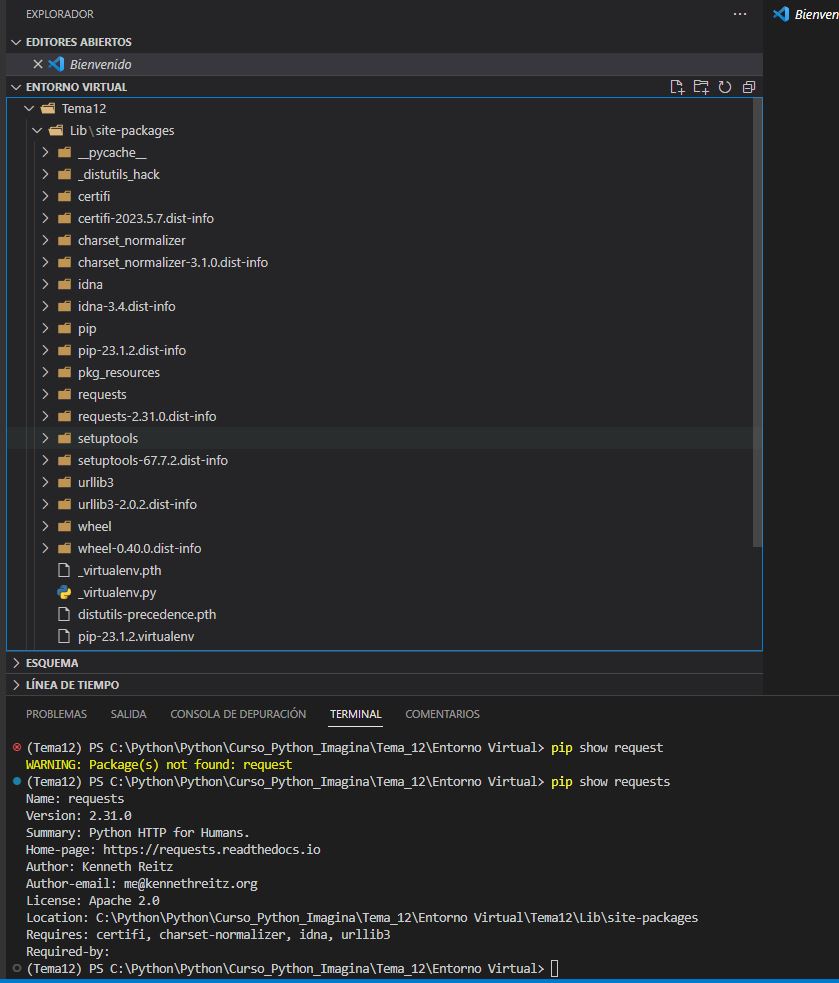 EXPLORADOR
Bienven
EDITORES ABIERTOS
Bienvenido
ENTORNO VIRTUAL
Tema12
Lib\site-packages
__pycache__
_distutils_hack
certifi
certifi-2023.5.7.dist-info
charset_normalizer
charset_normalizer-3.1.0.dist-info
idna
idna-3.4.dist-info
pip
pip-23.1.2.dist-info
pkg_resources
requests
requests-2.31.0.dist-info
setuptools
setuptools-67.7.2.dist-info
urllib3
urllib3-2.0.2.dist-info
wheel
wheel-0.40.0.dist-info
_virtualenv.pth
_virtualenv.py
distutils-precedence.pth
pip-23.1.2.virtualenv
ESQUEMA
LÍNEA DE TIEMPO
PROBLEMAS SALIDA CONSOLA DE DEPURACIÓN TERMINAL COMENTARIOS
(Tema12) PS C:\Python\Python\Curso_Python_Imagina\Tema_12\Entorno Virtual> pip show request
WARNING: Package(s) not found: request
(Tema12) PS C:\Python\Python\Curso_Python_Imagina\Tema_12\Entorno Virtual> pip show requests
Name: requests
Version: 2.31.0
Summary: Python HTTP for Humans.
Home-page: https://requests.readthedocs.io
Author: Kenneth Reitz
Author-email: me@kennethreitz.org
License: Apache 2.0
Location: C:\Python\Python\Curso_Python_Imagina\Tema_12\Entorno Virtual\Tema12\Lib\site-packages
Requires: certifi, charset-normalizer, idna, urllib3
Required-by:
(Tema12) PS C:\Python\Python\Curso_Python_Imagina\Tema_12\Entorno Virtual>